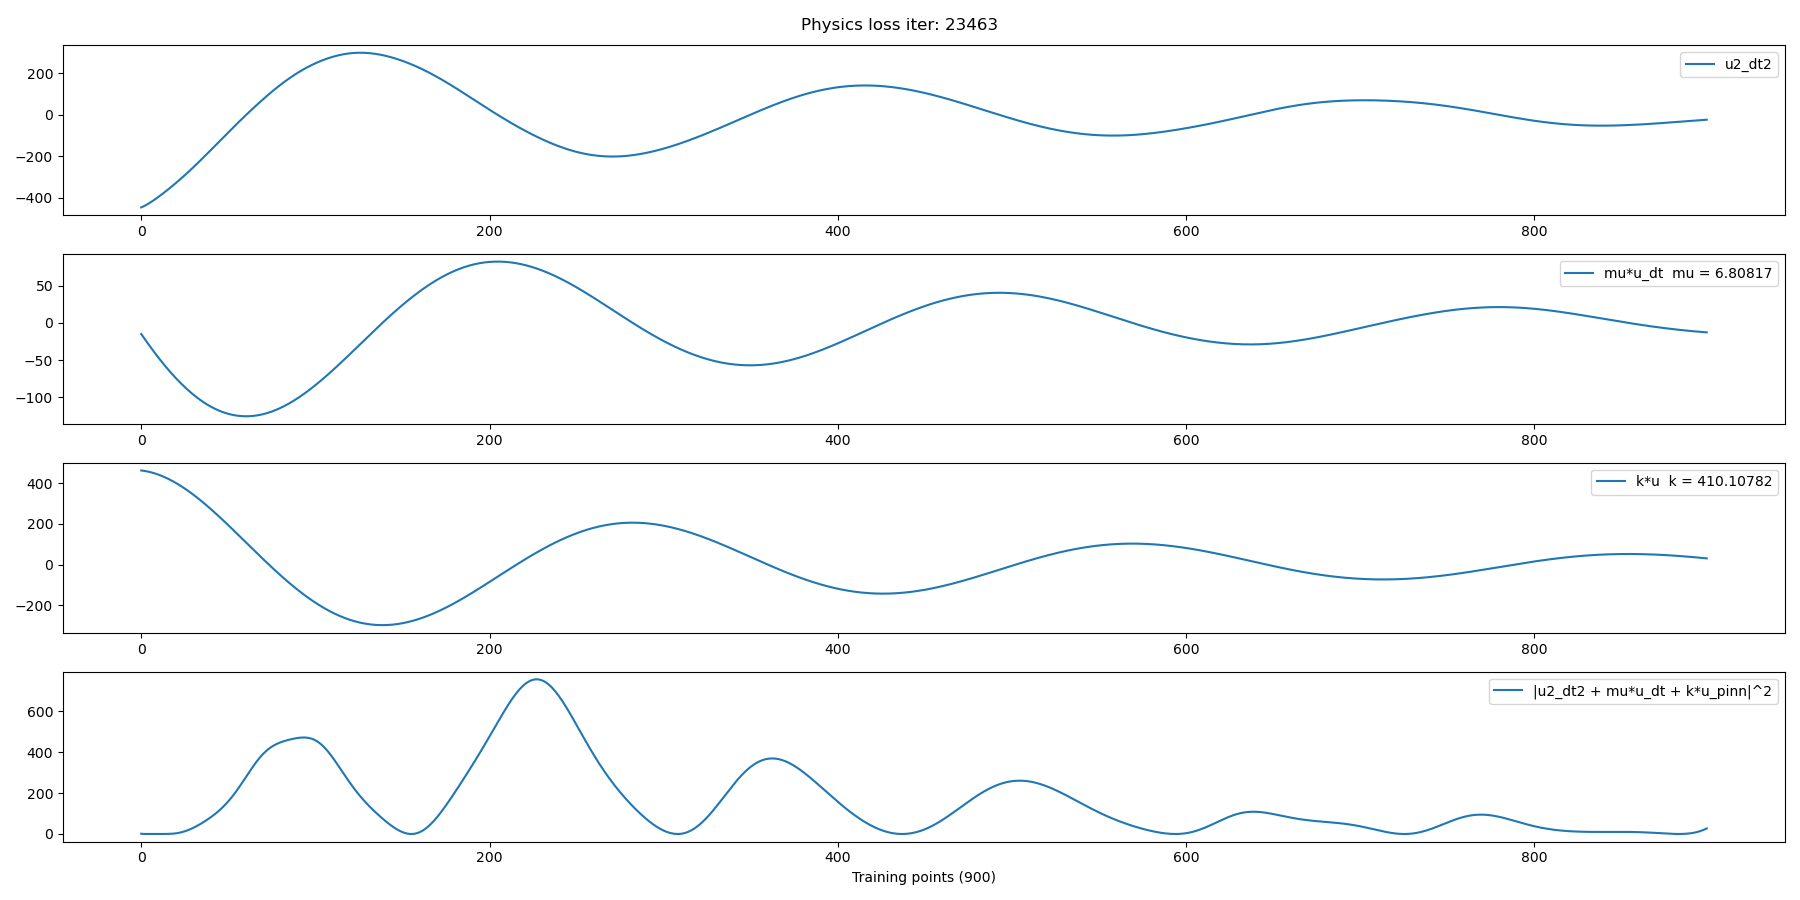 Physics loss iter: 23463
u2_dt2
200
0
−200
−400
0 200 400 600 800
mu*u_dt mu = 6.80817
50
0
−50
−100
0 200 400 600 800
k*u k = 410.10782
400
200
0
−200
0 200 400 600 800
|u2_dt2 + mu*u_dt + k*u_pinn|^2
600
400
200
0
0 200 400 600 800
Training points (900)